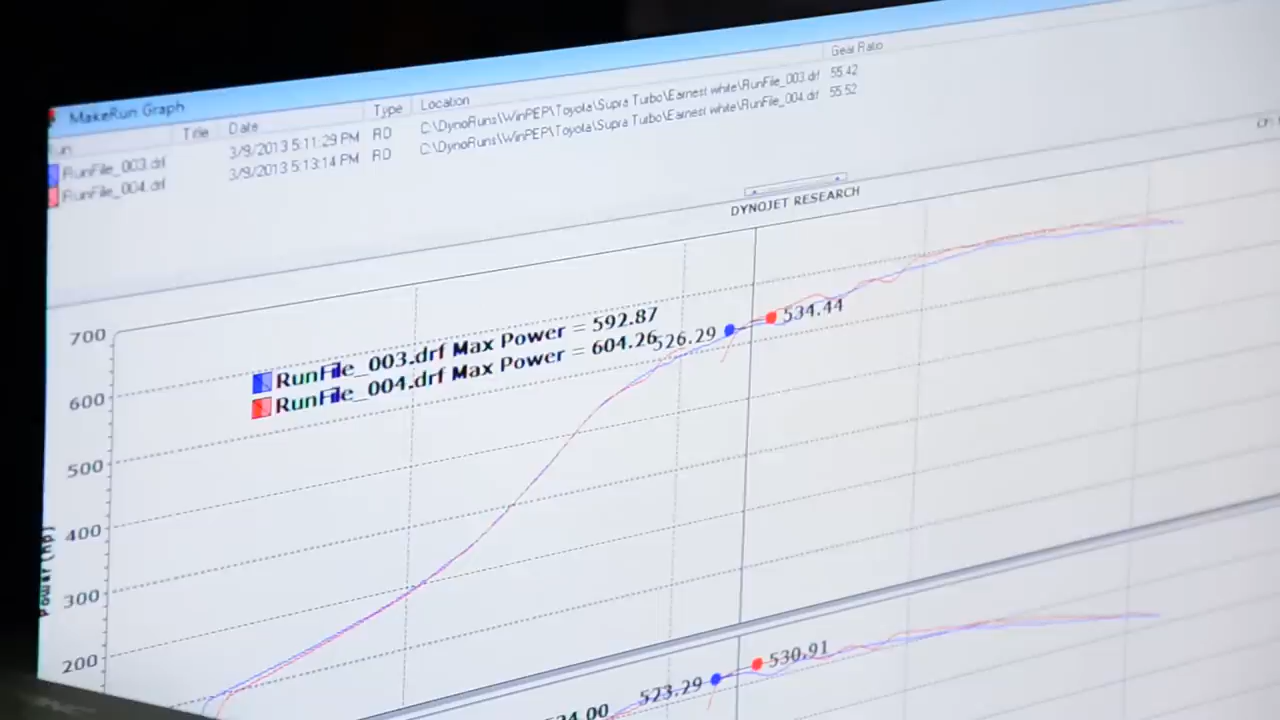 MakeRun Graph
Title Date Type Location Gear Ratio
RunFile_003.drf 3/9/2013 5:11:29 PM RO C:\DynoRuns\WinPEP\Toyota\Supra Turbo\Earnest white\RunFile_003.drf 55.42
RunFile_004.drf 3/9/2013 5:13:14 PM RO C:\DynoRuns\WinPEP\Toyota\Supra Turbo\Earnest white\RunFile_004.drf 55.52
DYNOJET RESEARCH
RunFile_003.drf Max Power = 592.87
RunFile_004.drf Max Power = 604.26
526.29
534.44
700
600
500
400
300
200
Power (hp)
523.29
530.91